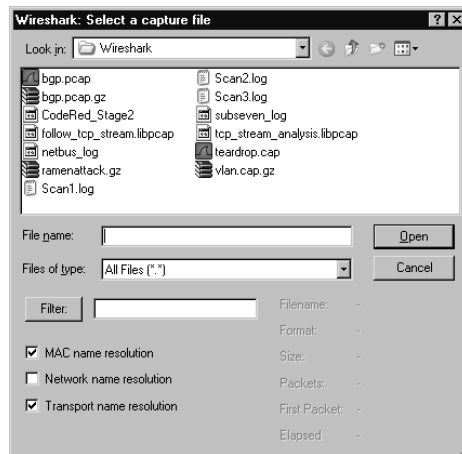 Wireshark: Select a capture file
Look in: Wireshark
bgp.pcap
bgp.pcap.gz
CodeRed_Stage2
follow_tcp_stream.libpcap
netbus_log
ramenattack.gz
Scan1.log
Scan2.log
Scan3.log
subseven_log
tcp_stream_analysis.libpcap
teardrop.cap
vlan.cap.gz
File name:
Open
Files of type: All Files (*.*)
Cancel
Filter:
MAC name resolution
Network name resolution
Transport name resolution
Filename: -
Format: -
Size: -
Packets: -
First Packet: -
Elapsed -